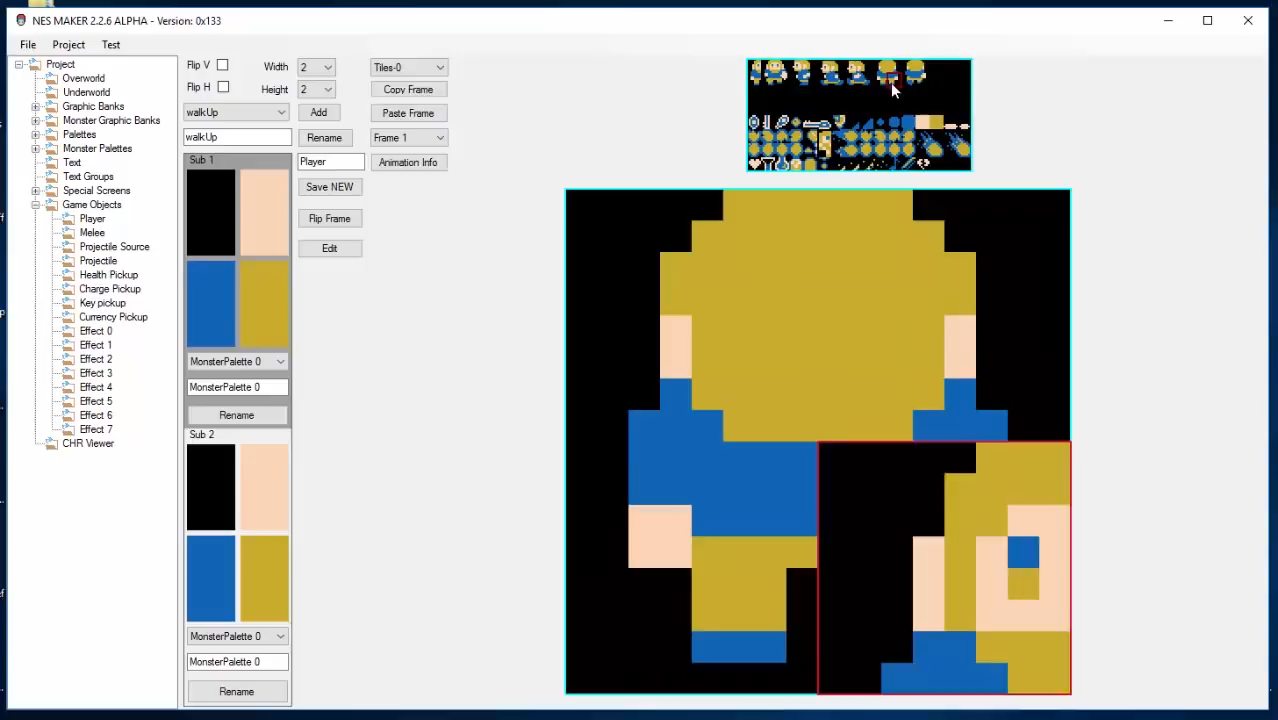 NES MAKER 2.2.6 ALPHA - Version: 0x133
File Project Test
Project
Overworld
Underworld
Graphic Banks
Monster Graphic Banks
Palettes
Monster Palettes
Text
Text Groups
Special Screens
Game Objects
Player
Melee
Projectile Source
Projectile
Health Pickup
Charge Pickup
Key pickup
Currency Pickup
Effect 0
Effect 1
Effect 2
Effect 3
Effect 4
Effect 5
Effect 6
Effect 7
CHR Viewer
Flip V Width 2 Tiles-0
Flip H Height 2 Copy Frame
walkUp Add Paste Frame
walkUp Rename Frame 1
Sub 1 Player Animation Info
Save NEW
Flip Frame
Edit
MonsterPalette 0
MonsterPalette 0
Rename
Sub 2
MonsterPalette 0
MonsterPalette 0
Rename